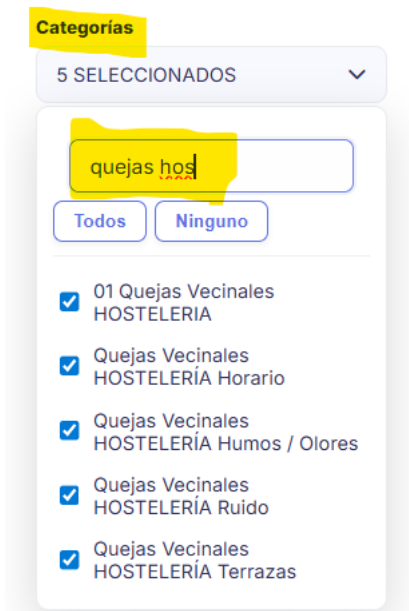 Categorías
5 SELECCIONADOS
quejas hos
Todos Ninguno
01 Quejas Vecinales
HOSTELERIA
Quejas Vecinales
HOSTELERÍA Horario
Quejas Vecinales
HOSTELERÍA Humos / Olores
Quejas Vecinales
HOSTELERÍA Ruido
Quejas Vecinales
HOSTELERÍA Terrazas